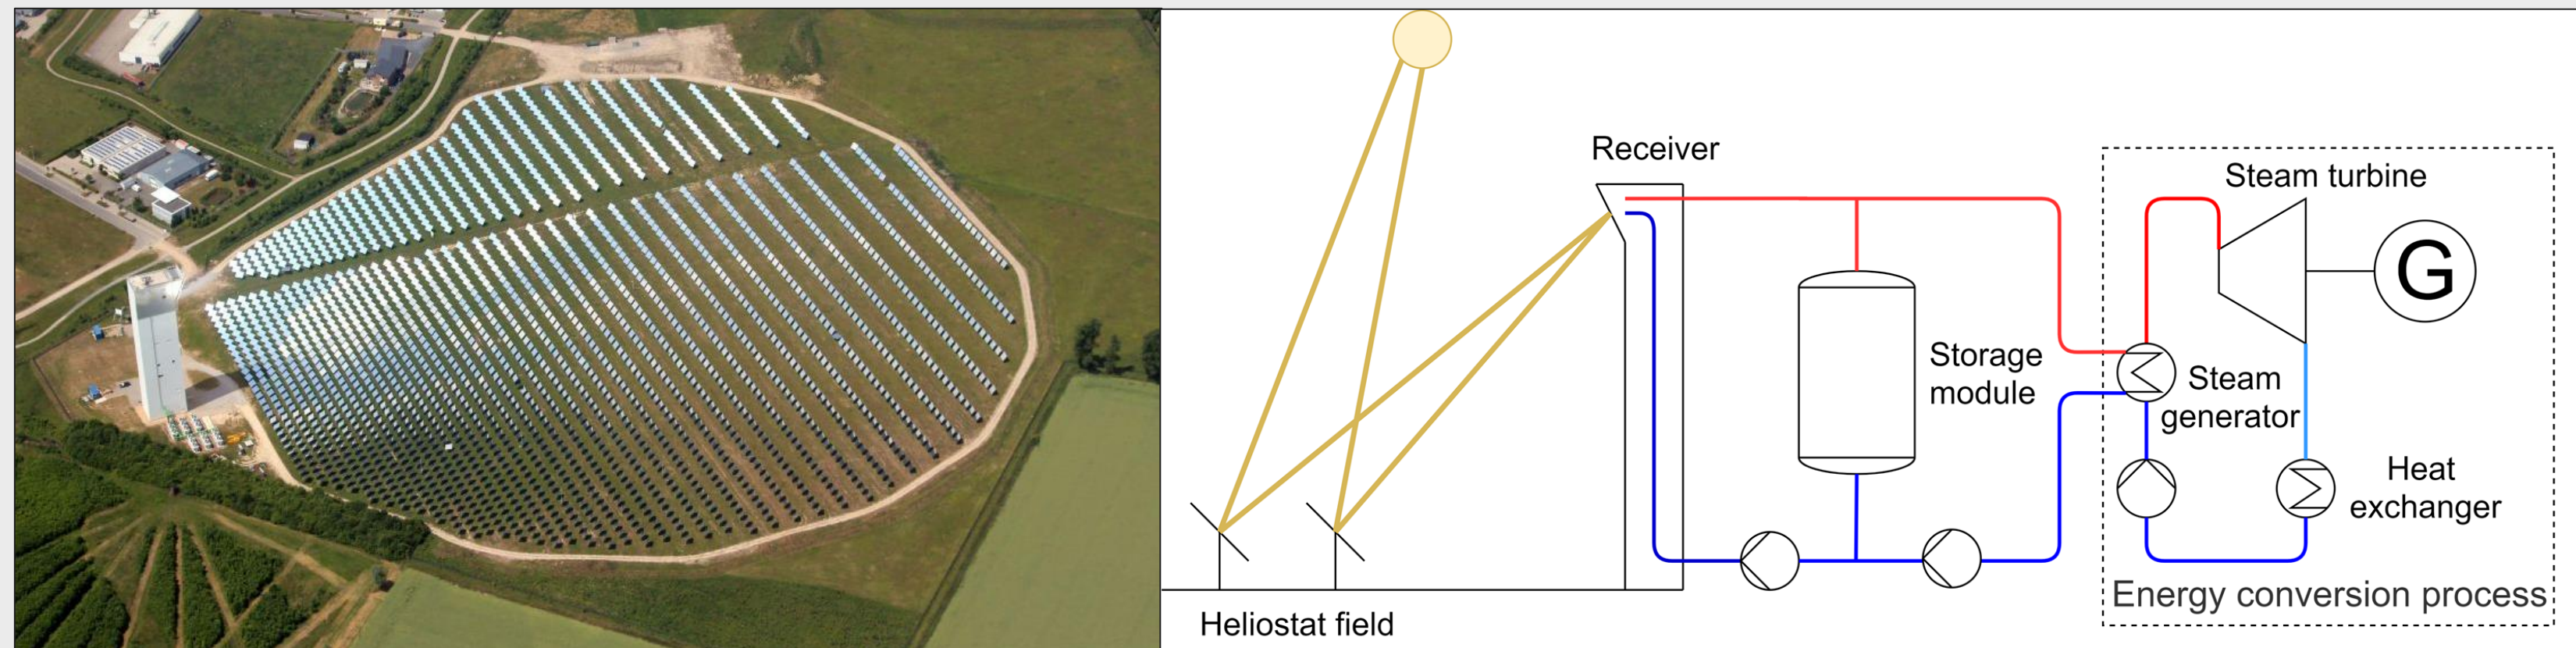 Receiver
Steam turbine
G
Storage
module
Steam
generator
Heat
exchanger
Energy conversion process
Heliostat field